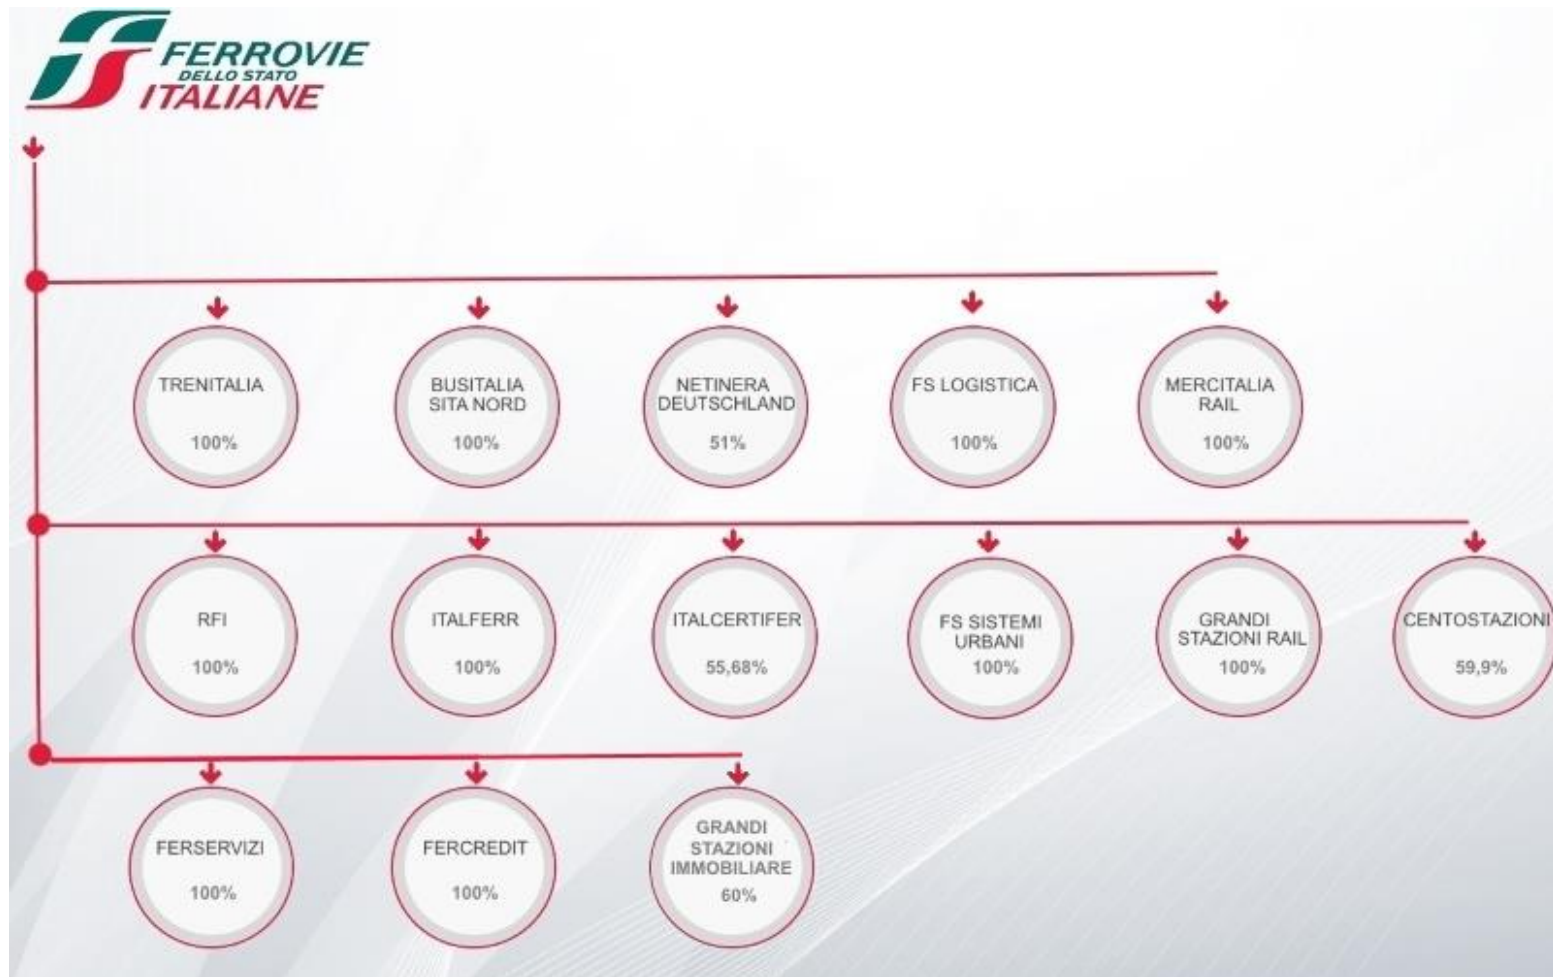 FERROVIE
DELLO STATO
ITALIANE
TRENITALIA
100%
BUSITALIA
SITA NORD
100%
NETINERA
DEUTSCHLAND
51%
FS LOGISTICA
100%
MERCITALIA
RAIL
100%
RFI
100%
ITALFERR
100%
ITALCERTIFER
55,68%
FS SISTEMI
URBANI
100%
GRANDI
STAZIONI RAIL
100%
CENTOSTAZIONI
59,9%
FERSERVIZI
100%
FERCREDIT
100%
GRANDI
STAZIONI
IMMOBILIARE
60%